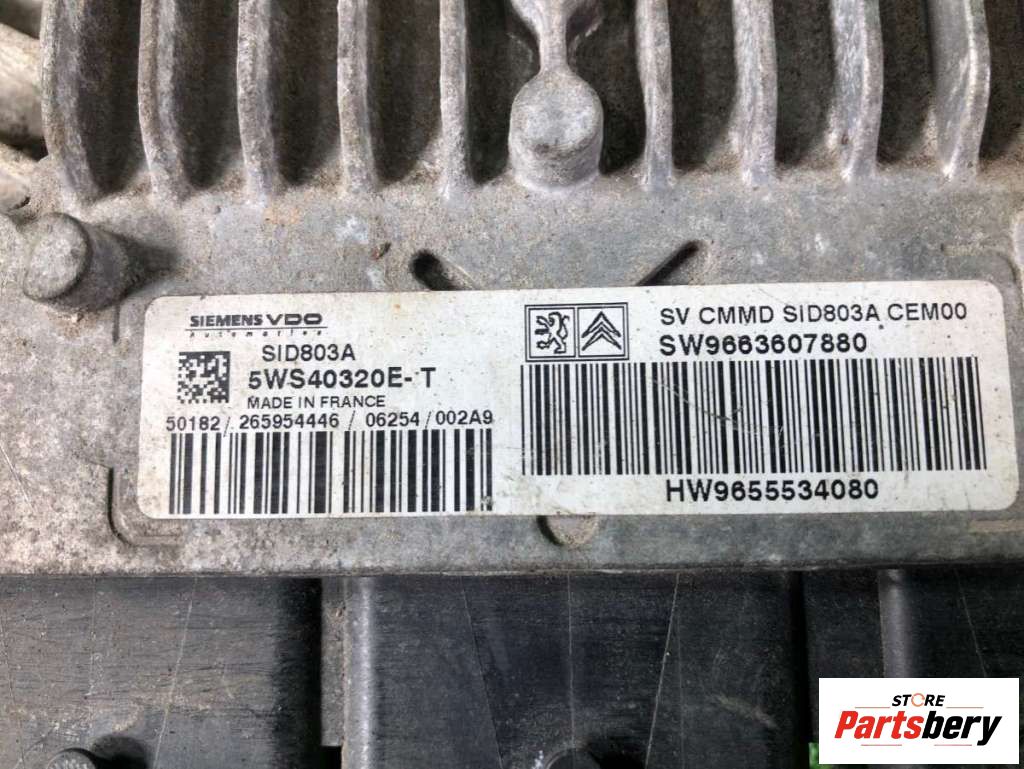 SIEMENS VDO
Automotive
SID803A
5WS40320E-T
MADE IN FRANCE
50182/265954446/06254/002A9
SV CMMD SID803A CEM00
SW9663607880
HW9655534080
STORE
Partsbery